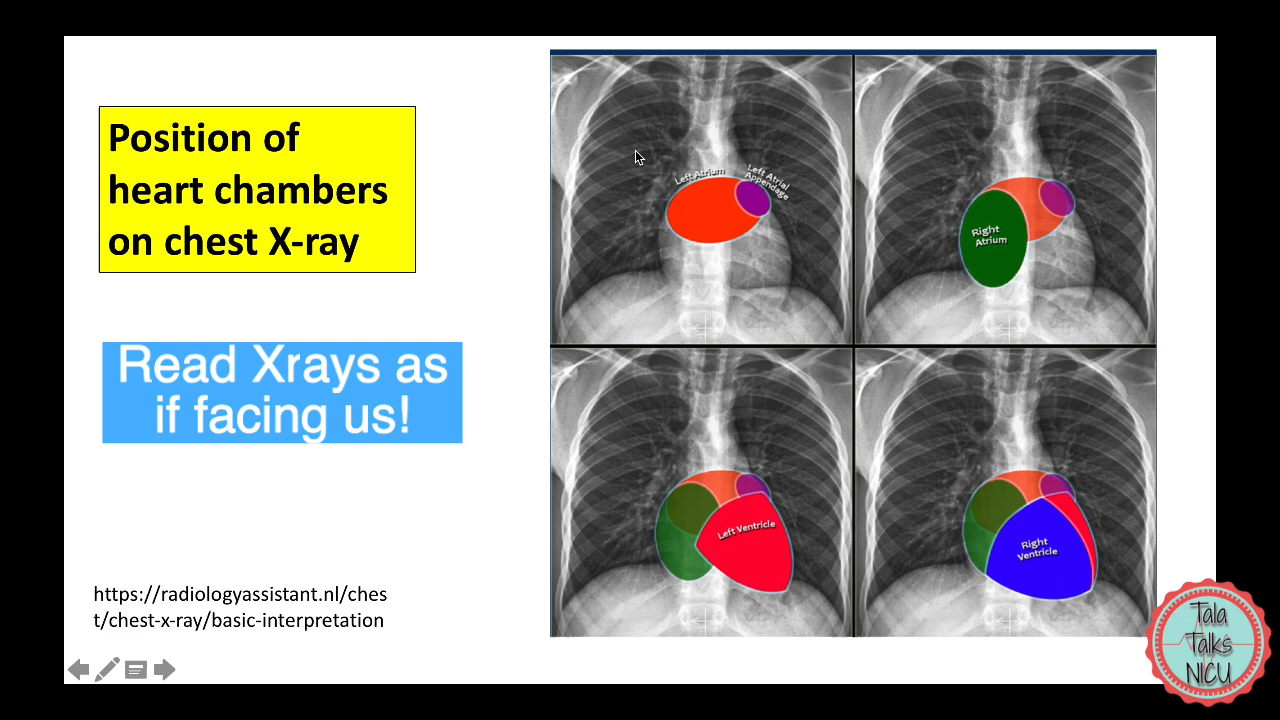 Position of
heart chambers
on chest X-ray
Read Xrays as
if facing us!
https://radiologyassistant.nl/ches
t/chest-x-ray/basic-interpretation
Left Atrium
Left Atrial
Appendage
Right
Atrium
Left Ventricle
Right
Ventricle
Tala
Talks
NICU